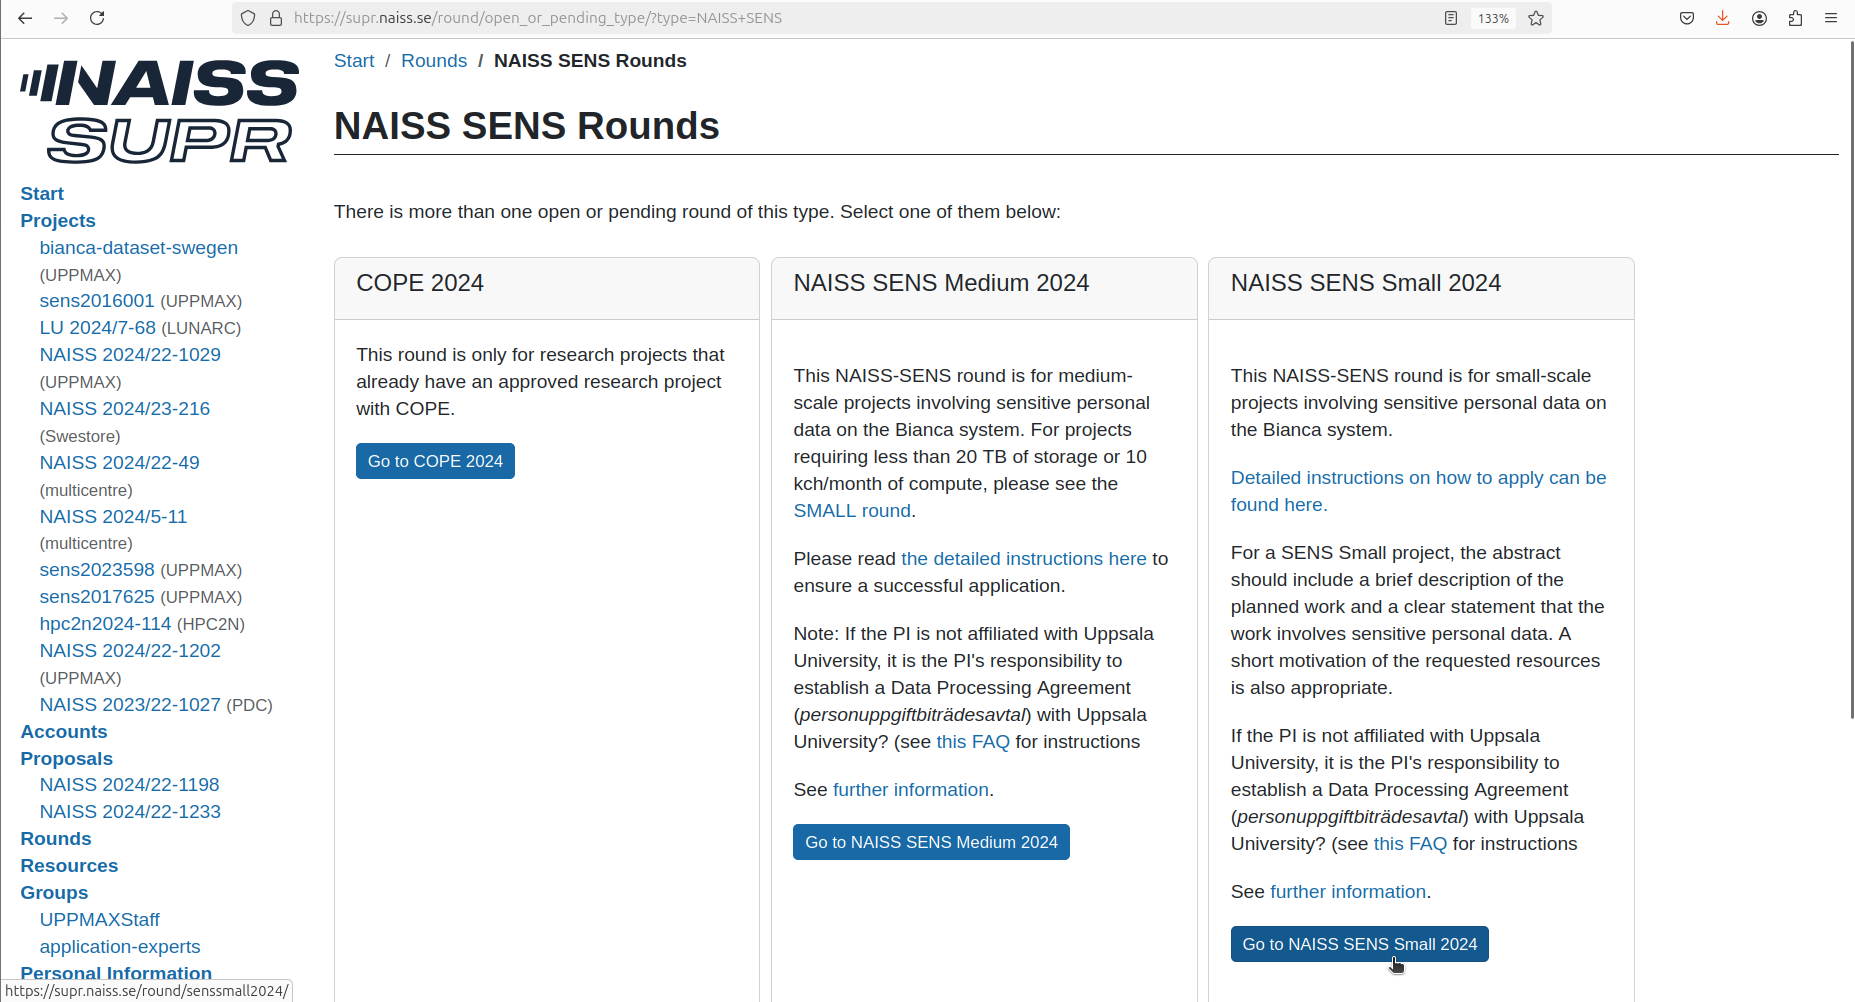 https://supr.naiss.se/round/open_or_pending_type/?type=NAISS+SENS
133%
NAISS
SUPR
Start
Projects
bianca-dataset-swegen
(UPPMAX)
sens2016001 (UPPMAX)
LU 2024/7-68 (LUNARC)
NAISS 2024/22-1029
(UPPMAX)
NAISS 2024/23-216
(Swestore)
NAISS 2024/22-49
(multicentre)
NAISS 2024/5-11
(multicentre)
sens2023598 (UPPMAX)
sens2017625 (UPPMAX)
hpc2n2024-114 (HPC2N)
NAISS 2024/22-1202
(UPPMAX)
NAISS 2023/22-1027 (PDC)
Accounts
Proposals
NAISS 2024/22-1198
NAISS 2024/22-1233
Rounds
Resources
Groups
UPPMAXStaff
application-experts
Personal Information
https://supr.naiss.se/round/senssmall2024/
Start / Rounds / NAISS SENS Rounds
NAISS SENS Rounds
There is more than one open or pending round of this type. Select one of them below:
COPE 2024
This round is only for research projects that
already have an approved research project
with COPE.
Go to COPE 2024
NAISS SENS Medium 2024
This NAISS-SENS round is for medium-
scale projects involving sensitive personal
data on the Bianca system. For projects
requiring less than 20 TB of storage or 10
kch/month of compute, please see the
SMALL round.
Please read the detailed instructions here to
ensure a successful application.
Note: If the PI is not affiliated with Uppsala
University, it is the PI's responsibility to
establish a Data Processing Agreement
(personuppgiftbiträdesavtal) with Uppsala
University? (see this FAQ for instructions
See further information.
Go to NAISS SENS Medium 2024
NAISS SENS Small 2024
This NAISS-SENS round is for small-scale
projects involving sensitive personal data on
the Bianca system.
Detailed instructions on how to apply can be
found here.
For a SENS Small project, the abstract
should include a brief description of the
planned work and a clear statement that the
work involves sensitive personal data. A
short motivation of the requested resources
is also appropriate.
If the PI is not affiliated with Uppsala
University, it is the PI's responsibility to
establish a Data Processing Agreement
(personuppgiftbiträdesavtal) with Uppsala
University? (see this FAQ for instructions
See further information.
Go to NAISS SENS Small 2024